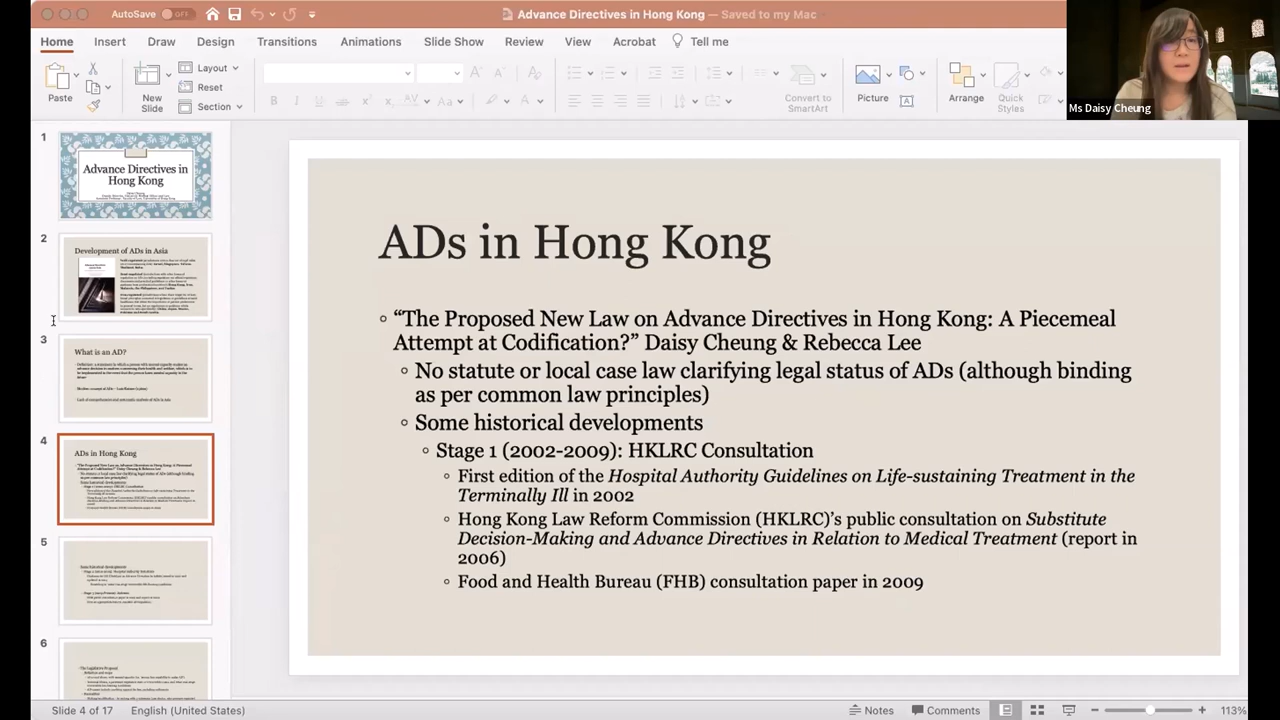 AutoSave OFF
Advance Directives in Hong Kong — Saved to my Mac
Home Insert Draw Design Transitions Animations Slide Show Review View Acrobat Tell me
Paste
New Slide
Layout
Reset
Section
Convert to SmartArt
Picture
Arrange
Quick Styles
Ms Daisy Cheung
1
Advance Directives in
Hong Kong
2
Development of ADs in Asia
3
What is an AD?
4
ADs in Hong Kong
5
6
ADs in Hong Kong
“The Proposed New Law on Advance Directives in Hong Kong: A Piecemeal
Attempt at Codification?” Daisy Cheung & Rebecca Lee
No statute or local case law clarifying legal status of ADs (although binding
as per common law principles)
Some historical developments
Stage 1 (2002-2009): HKLRC Consultation
First edition of the Hospital Authority Guidelines on Life-sustaining Treatment in the
Terminally Ill in 2002
Hong Kong Law Reform Commission (HKLRC)’s public consultation on Substitute
Decision-Making and Advance Directives in Relation to Medical Treatment (report in
2006)
Food and Health Bureau (FHB) consultation paper in 2009
Slide 4 of 17 English (United States) Notes Comments 113%